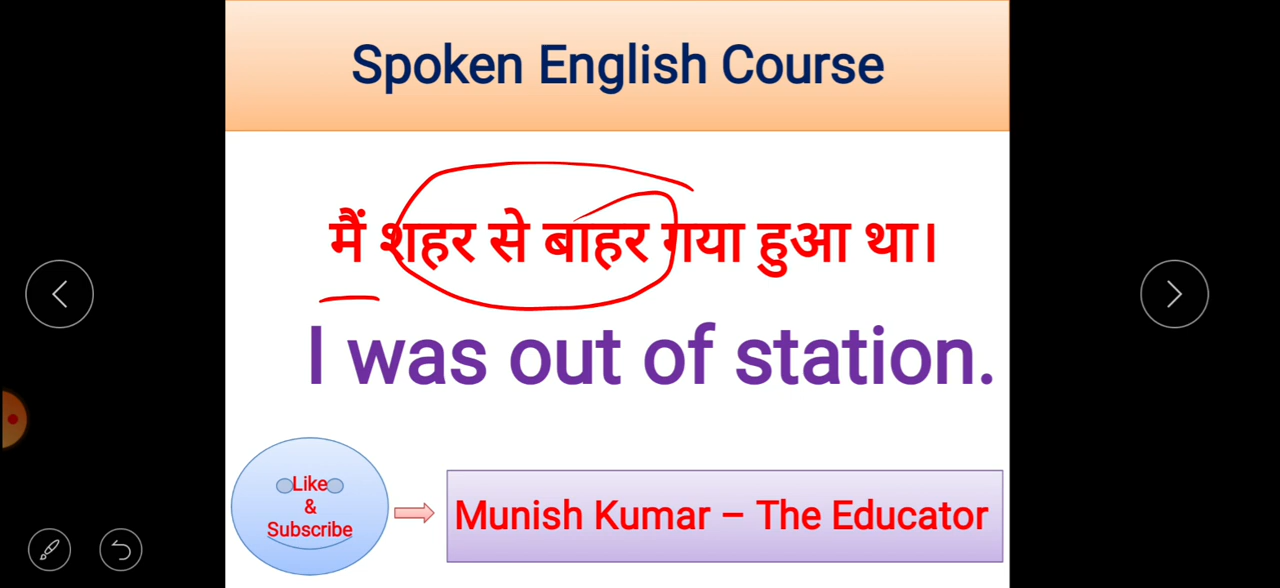 Spoken English Course
मैं शहर से बाहर गया हुआ था।
I was out of station.
Like
&
Subscribe
Munish Kumar – The Educator